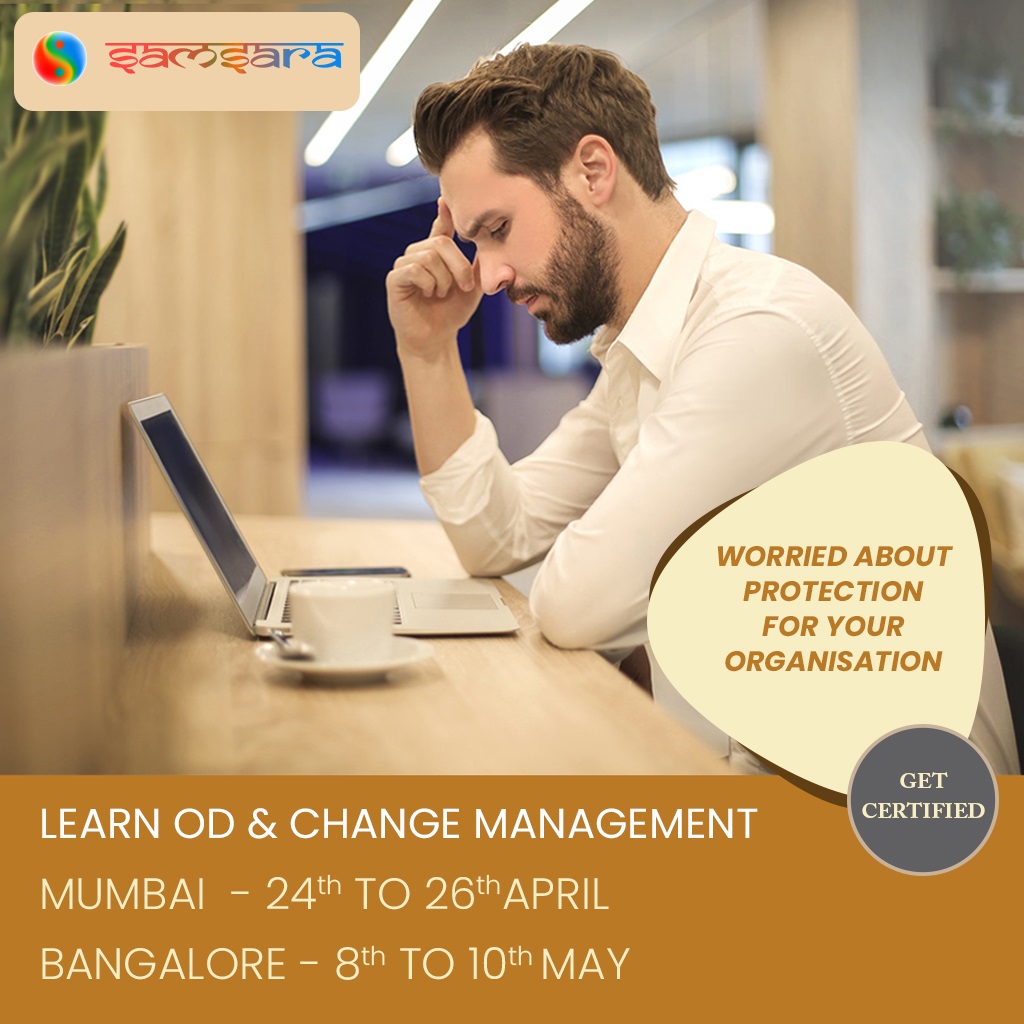 SAMSARA
WORRIED ABOUT
PROTECTION
FOR YOUR
ORGANISATION
GET
CERTIFIED
LEARN OD & CHANGE MANAGEMENT
MUMBAI - 24th TO 26th APRIL
BANGALORE - 8th TO 10th MAY